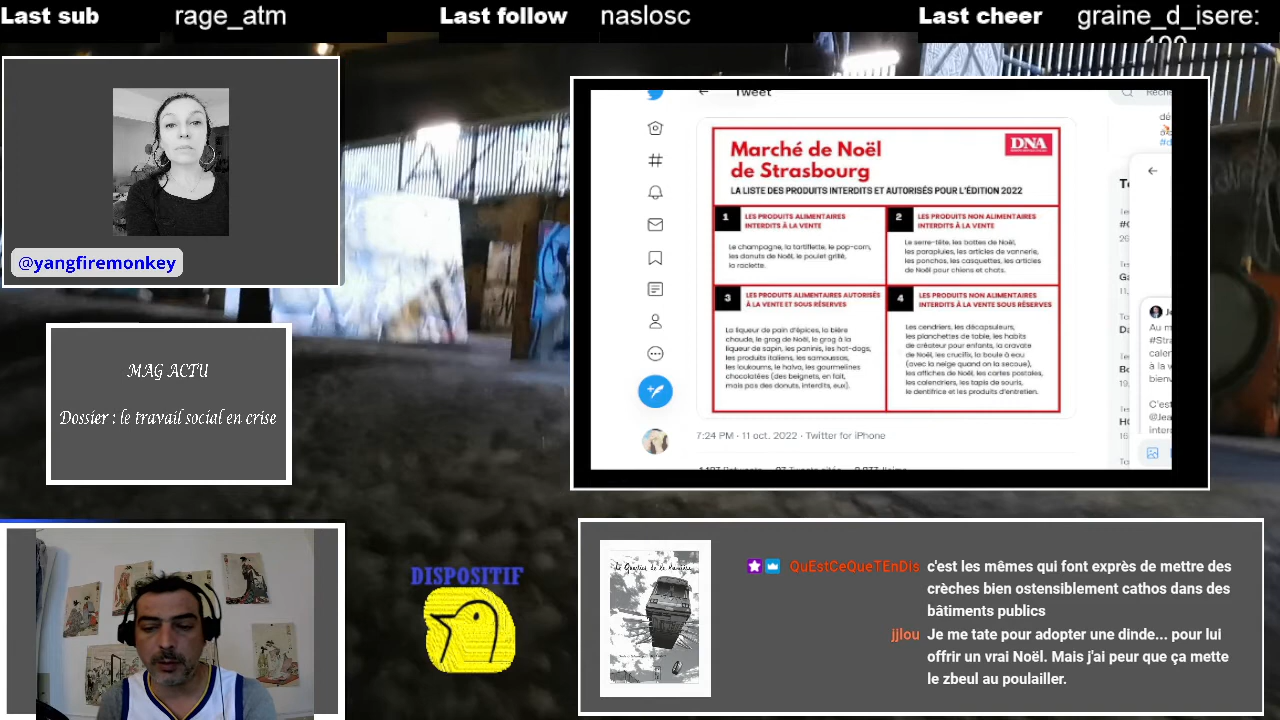 Last sub
rage_atm
Last follow
naslosc
Last cheer
graine_d_isere:
@yangfiremonkey
MAG ACTU
Dossier : le travail social en crise
Tweet
DNA
Marché de Noël
de Strasbourg
LA LISTE DES PRODUITS INTERDITS ET AUTORISÉS POUR L'ÉDITION 2022
1
LES PRODUITS ALIMENTAIRES
INTERDITS À LA VENTE
Le champagne, la tartiflette, le pop-corn,
les donuts de Noël, le poulet grillé,
la raclette.
2
LES PRODUITS NON ALIMENTAIRES
INTERDITS À LA VENTE
Le serre-tête, les bottes de Noël,
les parapluies, les articles de vannerie,
les ponchos, les casquettes, les articles
de Noël pour chiens et chats.
3
LES PRODUITS ALIMENTAIRES AUTORISÉS
À LA VENTE ET SOUS RÉSERVES
La liqueur de pain d'épices, la bière
chaude, le grog de Noël, le grog à la
liqueur de sapin, les paninis, les hot-dogs,
les produits italiens, les samoussas,
les loukoums, le halva, les gourmelons
chocolatées (des beignets, en fait,
mais pas des donuts, interdits, eux).
4
LES PRODUITS NON ALIMENTAIRES
INTERDITS À LA VENTE SOUS RÉSERVES
Les cendriers, les décapsuleurs,
les planchettes de table, les habits
de créateur pour enfants, la cravate
de Noël, les crucifix, la boule à eau
(avec la neige quand on la secoue),
les affiches de Noël, les cartes postales,
les calendriers, les tapis de souris,
le dentifrice et les produits d'entretien.
7:24 PM · 11 oct. 2022 · Twitter for iPhone
Au m
#Stra
calen
à la v
bienv
C'est
@Jea
inter
DISPOSITIF
QuEstCeQueTEnDis c'est les mêmes qui font exprès de mettre des
crèches bien ostensiblement cathos dans des
bâtiments publics
jjlou Je me tate pour adopter une dinde... pour lui
offrir un vrai Noël. Mais j'ai peur que ça mette
le zbeul au poulailler.